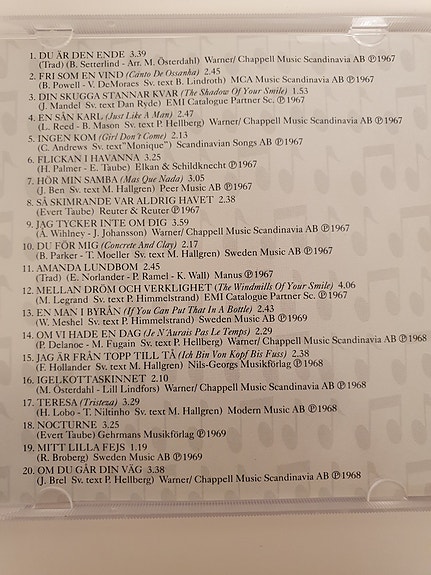 1. DU ÄR DEN ENDE 3.39
(Trad) (B. Setterlind - Arr. M. Österdahl) Warner/ Chappell Music Scandinavia AB ℗1967
2. FRI SOM EN VIND (Canto De Ossanha) 2.45
(B. Powell - V. DeMoraes Sv. text B. Lindroth) MCA Music Scandinavia AB ℗1967
3. DIN SKUGGA STANNAR KVAR (The Shadow Of Your Smile) 1.53
(J. Mandel Sv. text Dan Ryde) EMI Catalogue Partner Sc. ℗1967
4. EN SÅN KARL (Just Like A Man) 2.47
(L. Reed - B. Mason Sv. text P. Hellberg) Warner/ Chappell Music Scandinavia AB ℗1967
5. INGEN KOM (Girl Don't Come) 2.13
(C. Andrews Sv. text"Monique") Scandinavian Songs AB ℗1967
6. FLICKAN I HAVANNA 3.25
(H. Palmer - E. Taube) Elkan & Schildknecht ℗1967
7. HÖR MIN SAMBA (Mas Que Nada) 3.05
(J. Ben Sv. text M. Hallgren) Peer Music AB ℗1967
8. SÅ SKIMRANDE VAR ALDRIG HAVET 2.38
(Evert Taube) Reuter & Reuter ℗1967
9. JAG TYCKER INTE OM DIG 3.59
(Å. Wihlney - J. Johansson) Warner/ Chappell Music Scandinavia AB ℗1967
10. DU FÖR MIG (Concrete And Clay) 2.17
(B. Parker - T. Moeller Sv. text M. Hallgren) Sweden Music AB ℗1967
11. AMANDA LUNDBOM 2.45
(Trad) (E. Norlander - P. Ramel - K. Wall) Manus ℗1967
12. MELLAN DRÖM OCH VERKLIGHET (The Windmills Of Your Smile) 4.06
(M. Legrand Sv. text P. Himmelstrand) EMI Catalogue Partner Sc. ℗1967
13. EN MAN I BYRÅN (If You Can Put That In A Bottle) 2.43
(W. Meshel Sv. text P. Himmelstrand) Sweden Music AB ℗1969
14. OM VI HADE EN DAG (Je N'Aurais Pas Le Temps) 2.29
(P. Delanoe - M. Fugain Sv. text P. Hellberg) Warner/ Chappell Music Scandinavia AB ℗1968
15. JAG ÄR FRÅN TOPP TILL TÅ (Ich Bin Von Kopf Bis Fuss) 2.38
(F. Hollander Sv. text M. Hallgren) Nils-Georgs Musikförlag ℗1968
16. IGELKOTTASKINNET 2.10
(M. Österdahl - Lill Lindfors) Warner/ Chappell Music Scandinavia AB ℗1968
17. TERESA (Tristeza) 3.29
(H. Lobo - T. Niltinho Sv. text M. Hallgren) Modern Music AB ℗1968
18. NOCTURNE 3.25
(Evert Taube) Gehrmans Musikförlag ℗1969
19. MITT LILLA FEJS 1.19
(R. Broberg) Sweden Music AB ℗1969
20. OM DU GÅR DIN VÄG 3.38
(J. Brel Sv. text P. Hellberg) Warner/ Chappell Music Scandinavia AB ℗1968